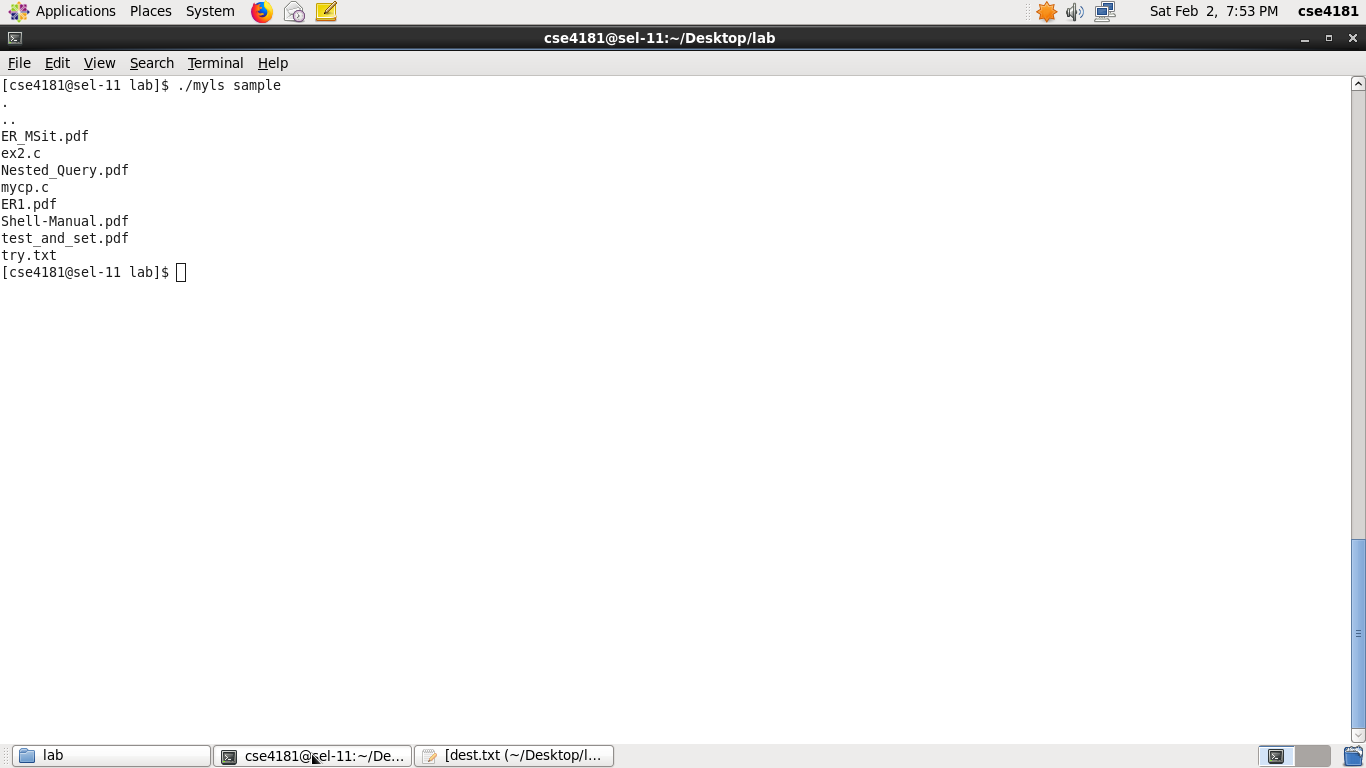 Applications Places System Sat Feb 2, 7:53 PM cse4181
cse4181@sel-11:~/Desktop/lab
File Edit View Search Terminal Help
[cse4181@sel-11 lab]$ ./myls sample
.
..
ER_MSit.pdf
ex2.c
Nested_Query.pdf
mycp.c
ER1.pdf
Shell-Manual.pdf
test_and_set.pdf
try.txt
[cse4181@sel-11 lab]$
lab cse4181@sel-11:~/De... [dest.txt (~/Desktop/l...